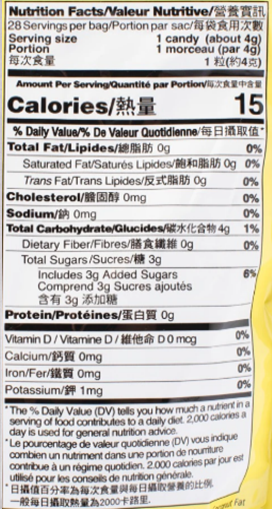 Nutrition Facts/Valeur Nutritive/營養資訊
28 Servings per bag/Portion par sac/每袋食用次數
Serving size 1 candy (about 4g)
Portion 1 morceau (par 4g)
每次食量 1粒(約4克)
Amount Per Serving/Quantité par Portion/每次食量中含量
Calories/熱量 15
% Daily Value/% De Valeur Quotidienne/每日攝取值*
Total Fat/Lipides/總脂肪 0g 0%
Saturated Fat/Saturés Lipides/飽和脂肪 0g 0%
Trans Fat/Trans Lipides/反式脂肪 0g
Cholesterol/膽固醇 0mg 0%
Sodium/鈉 0mg 0%
Total Carbohydrate/Glucides/碳水化合物 4g 1%
Dietary Fiber/Fibres/膳食纖維 0g 0%
Total Sugars/Sucres/糖 3g
Includes 3g Added Sugars 6%
Comprend 3g Sucres ajoutés
含有 3g 添加糖
Protein/Protéines/蛋白質 0g
Vitamin D / Vitamine D / 維他命 D 0 mcg 0%
Calcium/鈣質 0mg 0%
Iron/Fer/鐵質 0mg 0%
Potassium/鉀 1mg 0%
*The % Daily Value (DV) tells you how much a nutrient in a
serving of food contributes to a daily diet. 2,000 calories a
day is used for general nutrition advice.
*Le pourcentage de valeur quotidienne (DV) vous indique
combien un nutriment dans une portion de nourriture
contribue à un régime quotidien. 2.000 calories par jour est
utilisé pour les conseils de nutrition générale.
*日攝值百分率為每次食量與每日攝取營養的比例.
一般每日攝取熱量為2000卡路里.
Fat